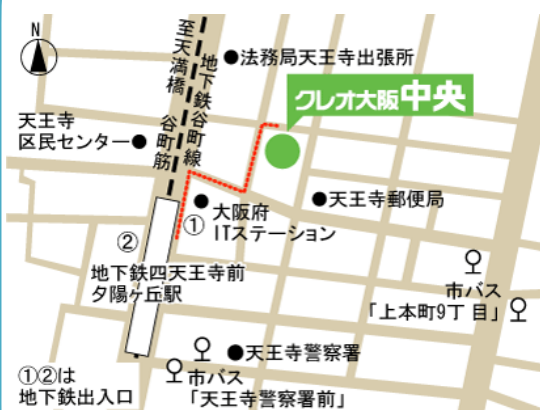 N
至天満橋
地下鉄谷町線
谷町筋
●法務局天王寺出張所
クレオ大阪中央
天王寺
区民センター●
●天王寺郵便局
●大阪府
ITステーション
①
②
地下鉄四天王寺前
夕陽ヶ丘駅
市バス
「上本町9丁目」
●天王寺警察署
市バス
「天王寺警察署前」
①②は
地下鉄出入口